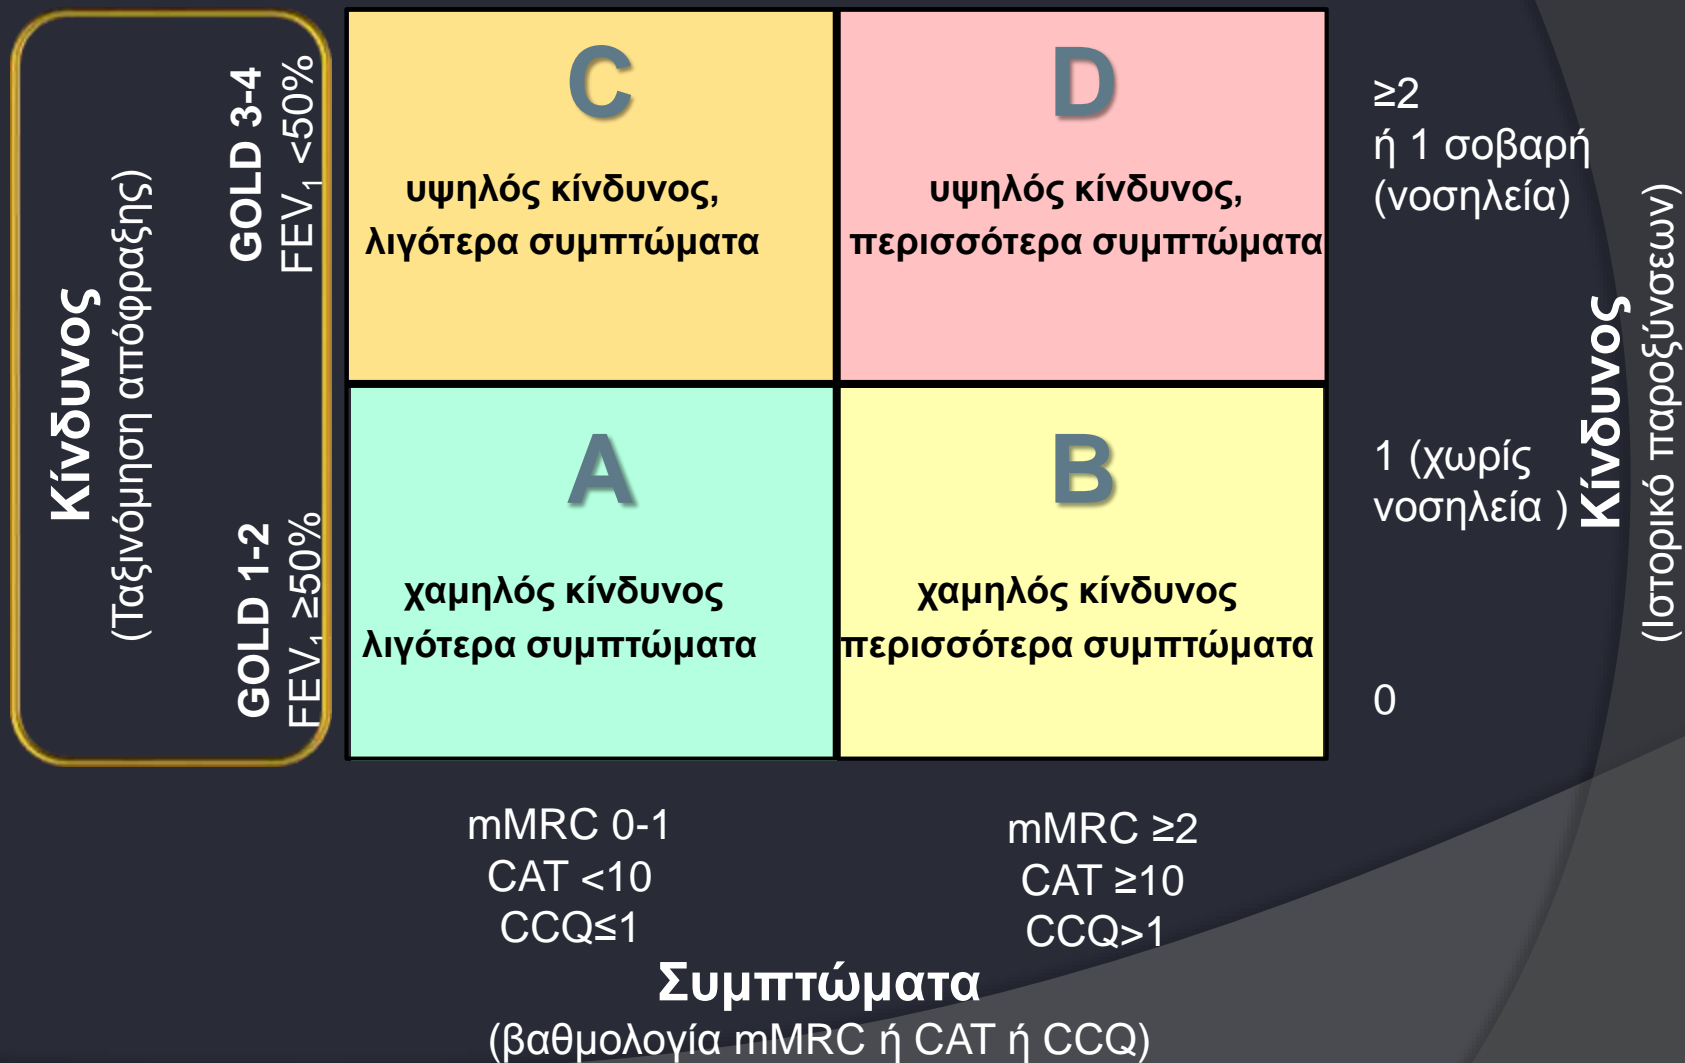 Κίνδυνος
(Ταξινόμηση απόφραξης)
GOLD 3-4
FEV₁ <50%
GOLD 1-2
FEV₁ ≥50%
C
υψηλός κίνδυνος,
λιγότερα συμπτώματα
D
υψηλός κίνδυνος,
περισσότερα συμπτώματα
A
χαμηλός κίνδυνος
λιγότερα συμπτώματα
B
χαμηλός κίνδυνος
περισσότερα συμπτώματα
≥2
ή 1 σοβαρή
(νοσηλεία)
1 (χωρίς
νοσηλεία )
0
Κίνδυνος
(Ιστορικό παροξύνσεων)
mMRC 0-1
CAT <10
CCQ≤1
mMRC ≥2
CAT ≥10
CCQ>1
Συμπτώματα
(βαθμολογία mMRC ή CAT ή CCQ)